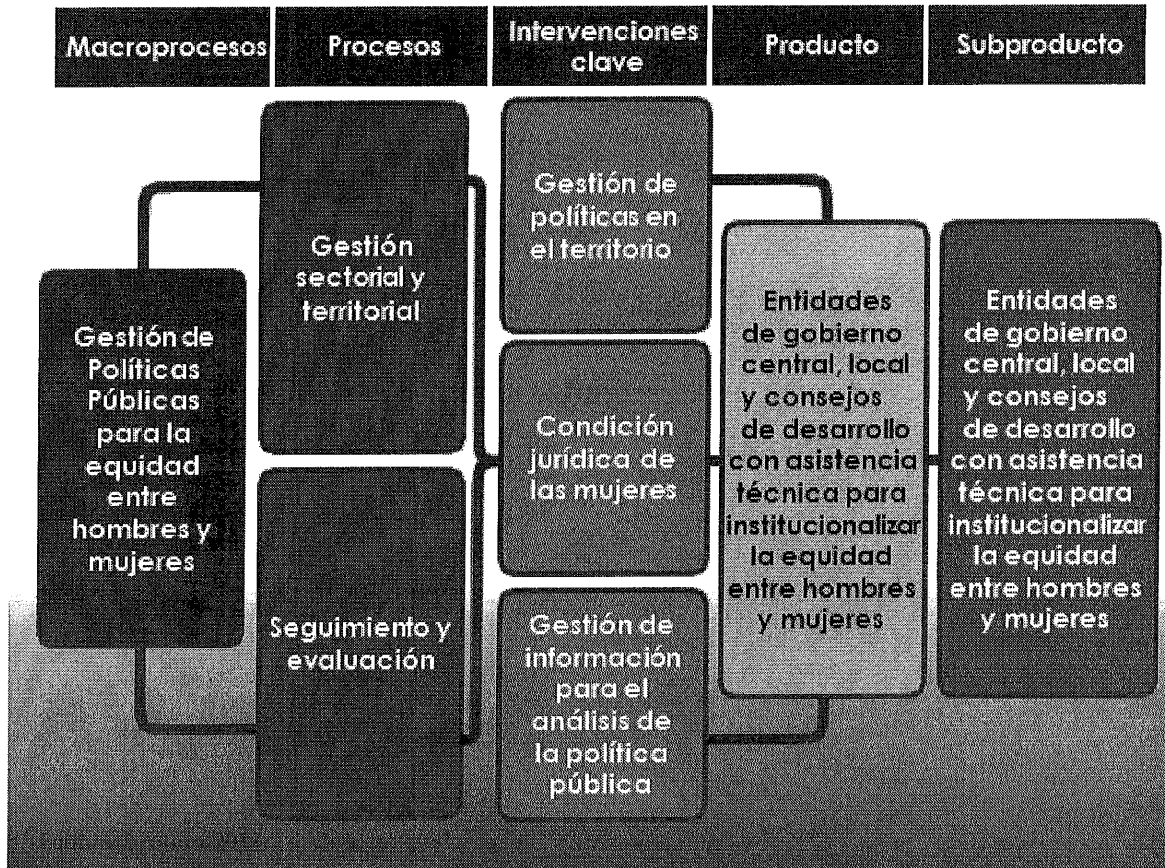 Macroprocesos
Procesos
Intervenciones
clave
Producto
Subproducto
Gestión de
Políticas
Públicas
para la
equidad
entre
hombres y
mujeres
Gestión
sectorial y
territorial
Seguimiento y
evaluación
Gestión de
políticas en
el territorio
Condición
jurídica de
las mujeres
Gestión de
información
para el
análisis de
la política
pública
Entidades
de gobierno
central, local
y consejos
de desarrollo
con asistencia
técnica para
institucionalizar
la equidad
entre hombres
y mujeres
Entidades
de gobierno
central, local
y consejos
de desarrollo
con asistencia
técnica para
institucionalizar
la equidad
entre hombres
y mujeres